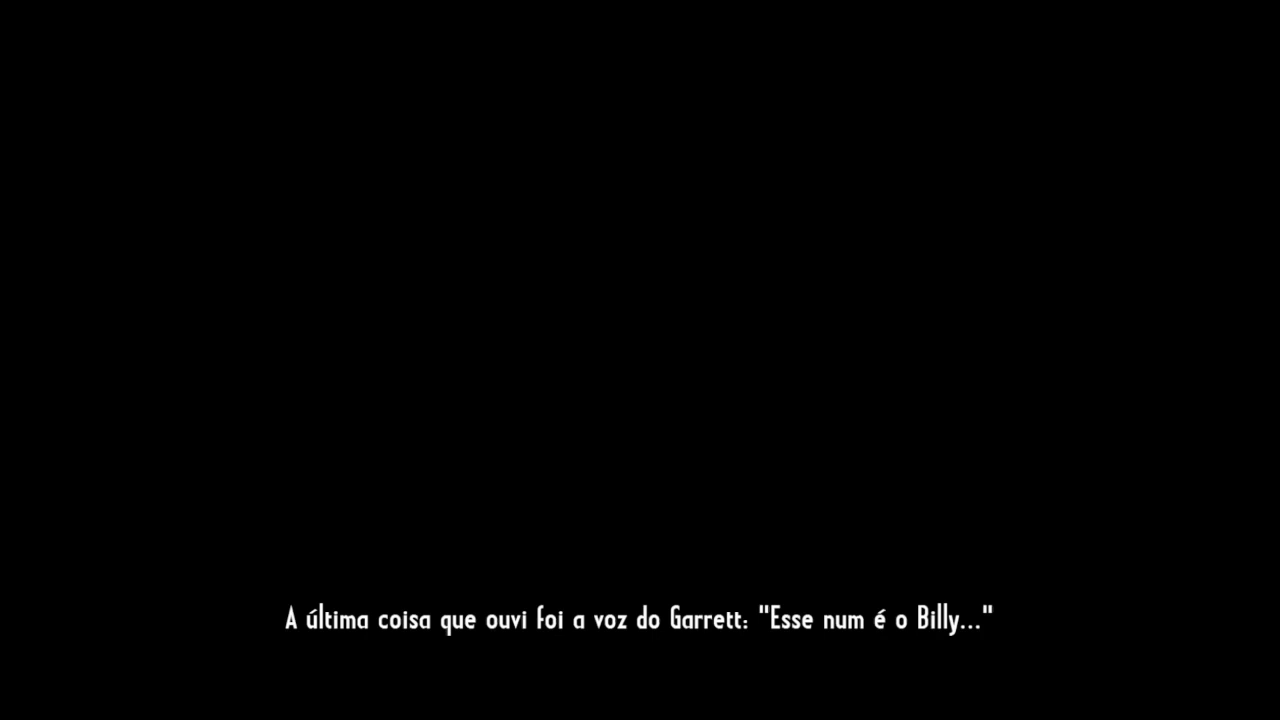 A última coisa que ouvi foi a voz do Garrett: "Esse num é o Billy..."